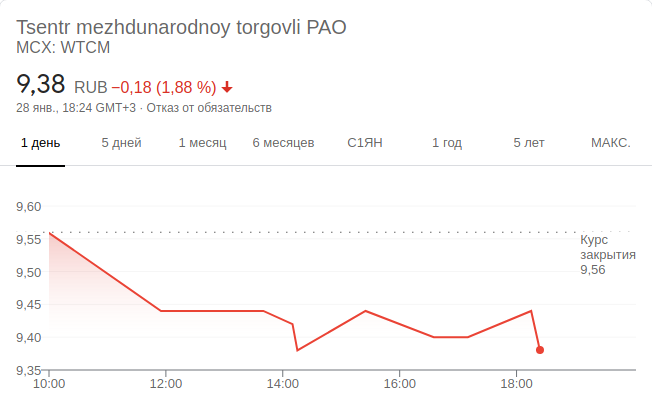 Tsentr mezhdunarodnoy torgovli PAO
MCX: WTCM
9,38 RUB −0,18 (1,88 %)
28 янв., 18:24 GMT+3 · Отказ от обязательств
1 день 5 дней 1 месяц 6 месяцев С1ЯН 1 год 5 лет МАКС.
9,60
9,55
9,50
9,45
9,40
9,35
Курс
закрытия
9,56
10:00 12:00 14:00 16:00 18:00